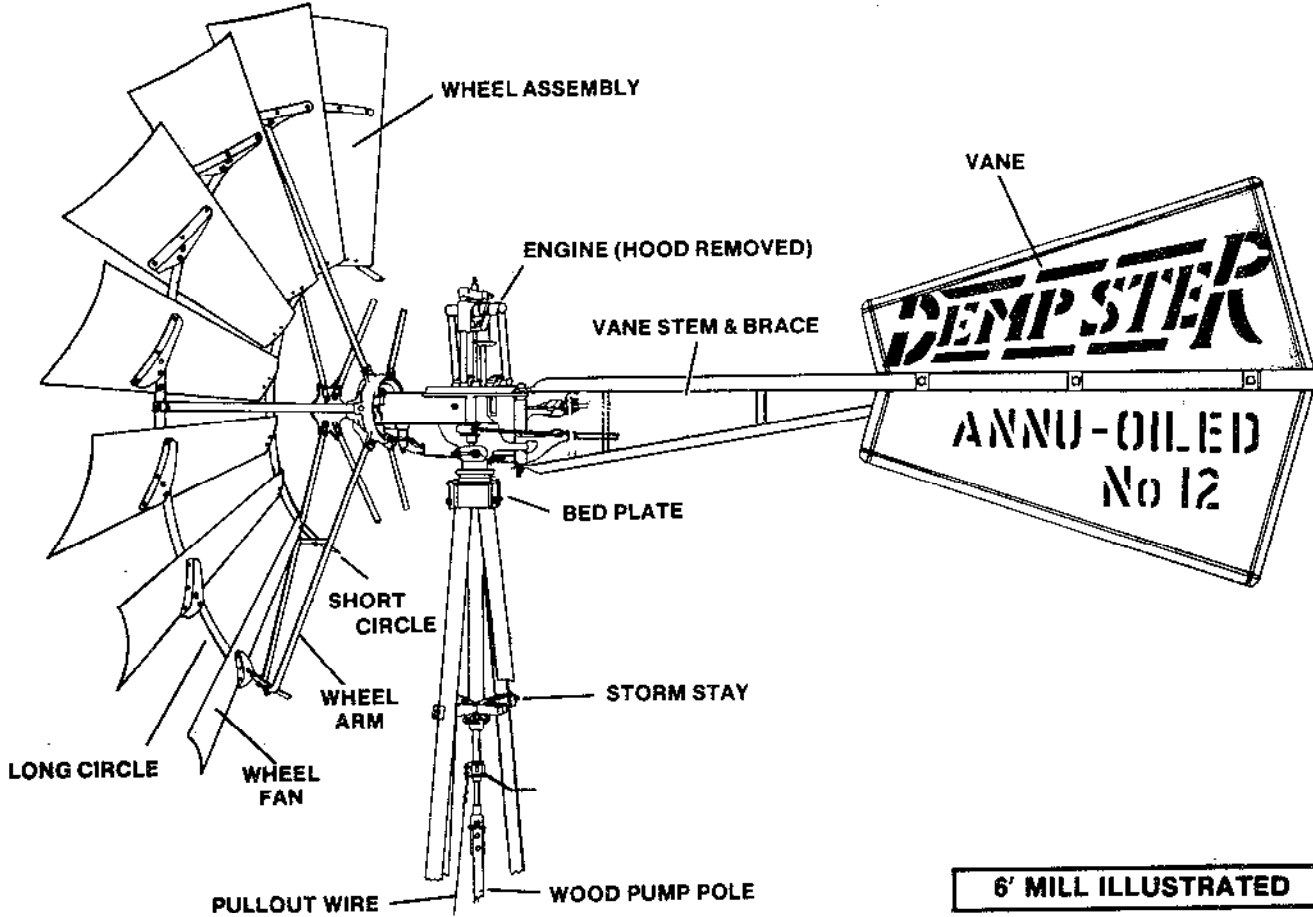 WHEEL ASSEMBLY
VANE
ENGINE (HOOD REMOVED)
VANE STEM & BRACE
DEMPSTER
ANNU-OILED
No 12
BED PLATE
SHORT
CIRCLE
STORM STAY
WHEEL
ARM
LONG CIRCLE
WHEEL
FAN
PULLOUT WIRE
WOOD PUMP POLE
6' MILL ILLUSTRATED